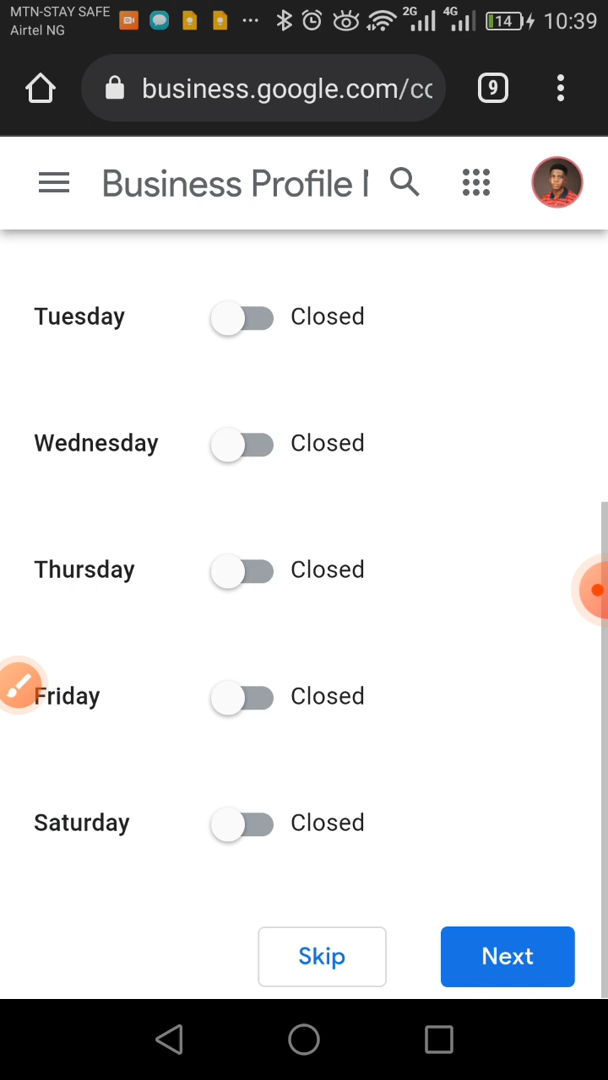 MTN-STAY SAFE
Airtel NG
2G 4G 14 10:39
business.google.com/cc
9
Business Profile
Tuesday Closed
Wednesday Closed
Thursday Closed
Friday Closed
Saturday Closed
Skip Next